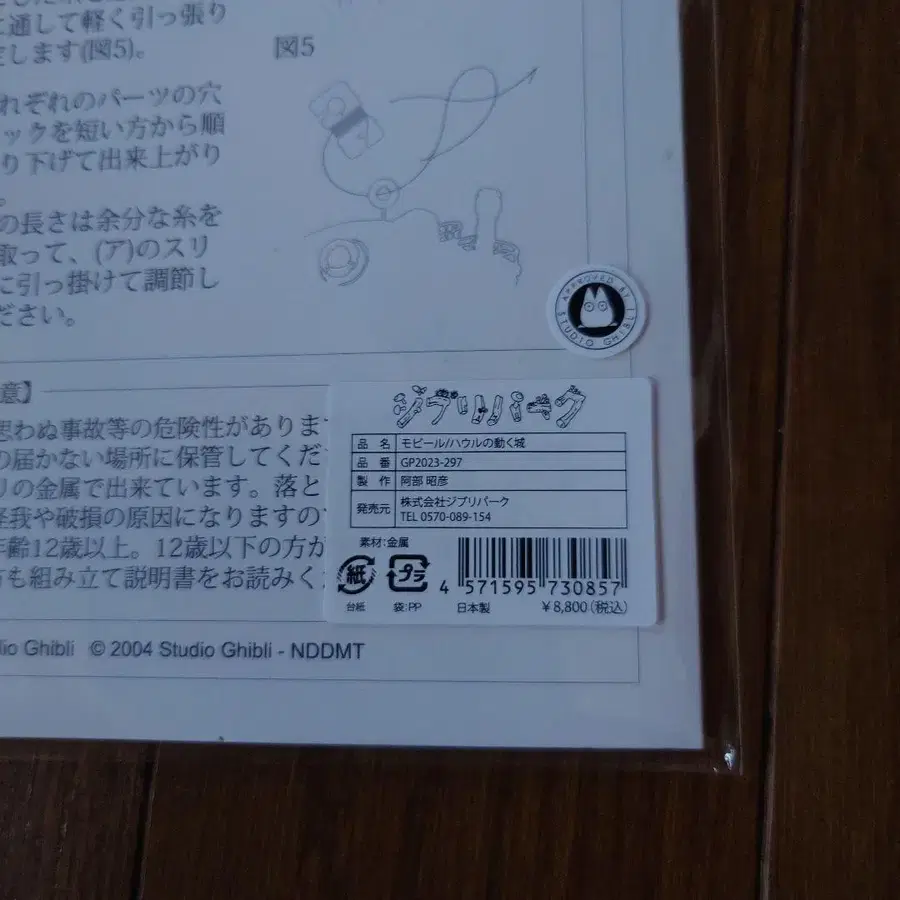 に通して軽く引っ張り
定します(図5)。
図5
れぞれのパーツの穴
ックを短い方から順
り下げて出来上がり
。
の長さは余分な糸を
取って、(ア)のスリ
に引っ掛けて調節し
ださい。
APPROVED BY
STUDIO GHIBLI
意】
思わぬ事故等の危険性がありま
の届かない場所に保管してくだ
リの金属で出来ています。落と
怪我や破損の原因になりますの
年齢12歳以上。12歳以下の方が
方も組み立て説明書をお読みく
ジブリパーク
品 名 モビール/ハウルの動く城
品 番 GP2023-297
製 作 阿部 昭彦
発売元 株式会社ジブリパーク
TEL 0570-089-154
素材:金属
紙 プラ
4 571595 730857
台紙 袋:PP 日本製 ¥8,800(税込)
dio Ghibli © 2004 Studio Ghibli - NDDMT